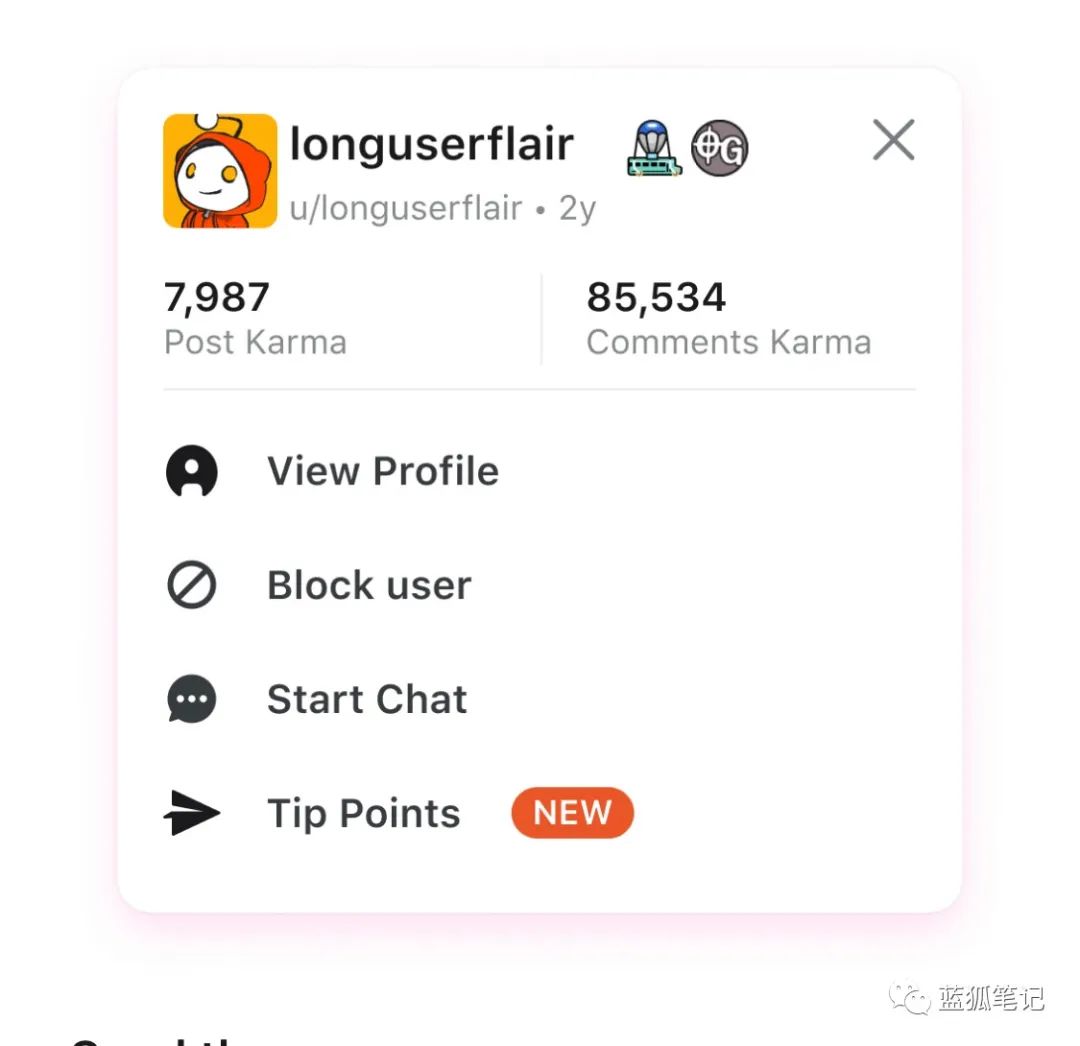 longuserflair
u/longuserflair • 2y
7,987
Post Karma
85,534
Comments Karma
View Profile
Block user
Start Chat
Tip Points NEW
蓝狐笔记